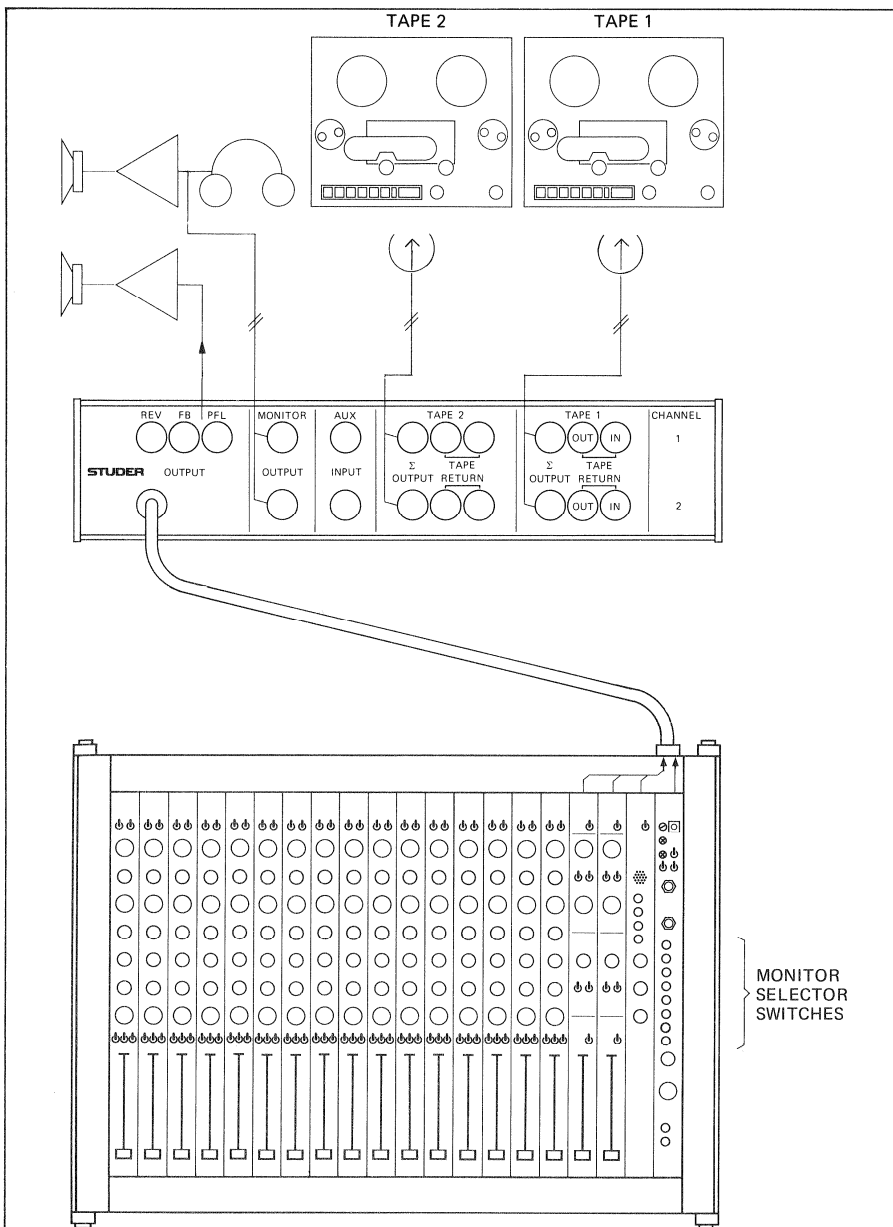 TAPE 2 TAPE 1
REV FB PFL MONITOR AUX TAPE 2 TAPE 1 CHANNEL
OUT IN 1
STUDER OUTPUT OUTPUT INPUT Σ OUTPUT TAPE RETURN Σ OUTPUT TAPE RETURN
OUT IN 2
MONITOR
SELECTOR
SWITCHES